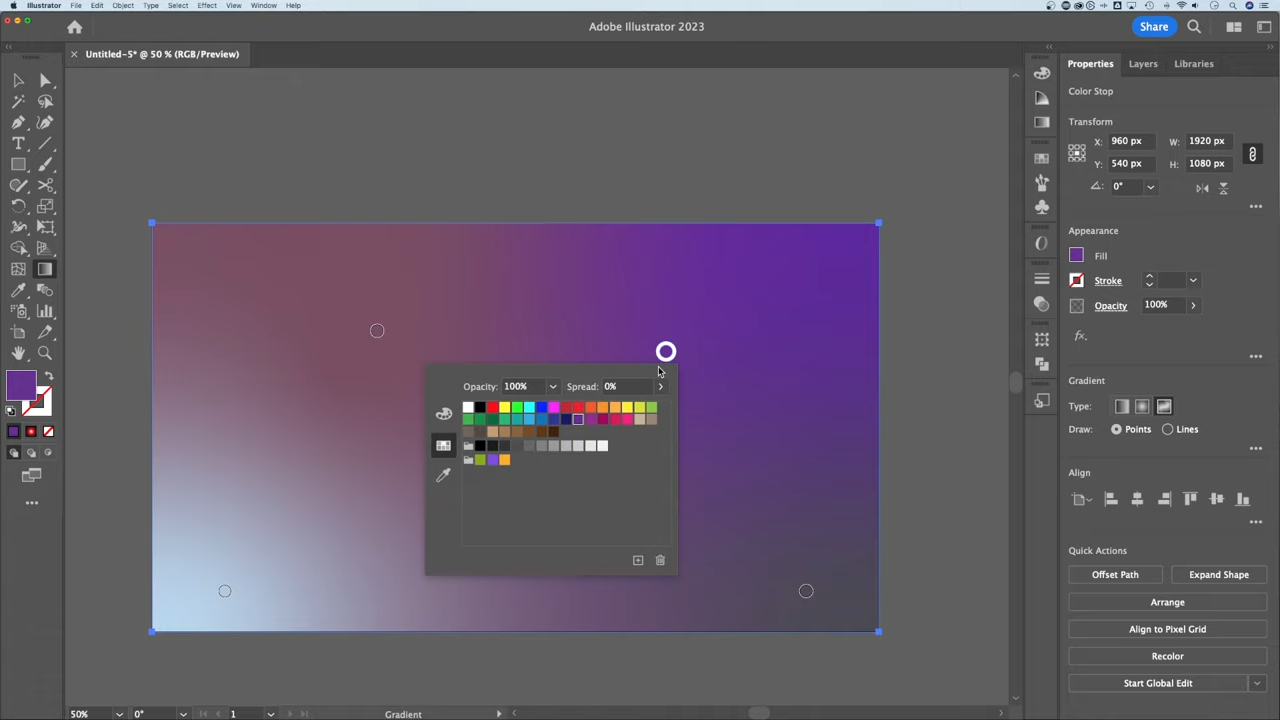 Illustrator File Edit Object Type Select Effect View Window Help
Adobe Illustrator 2023
Share
Untitled-5* @ 50 % (RGB/Preview)
Properties Layers Libraries
Color Stop
Transform
X: 960 px W: 1920 px
Y: 540 px H: 1080 px
0°
Appearance
Fill
Stroke
Opacity 100%
Gradient
Type:
Draw: Points Lines
Align
Quick Actions
Offset Path Expand Shape
Arrange
Align to Pixel Grid
Recolor
Start Global Edit
Opacity: 100% Spread: 0%
50% 0° 1 Gradient